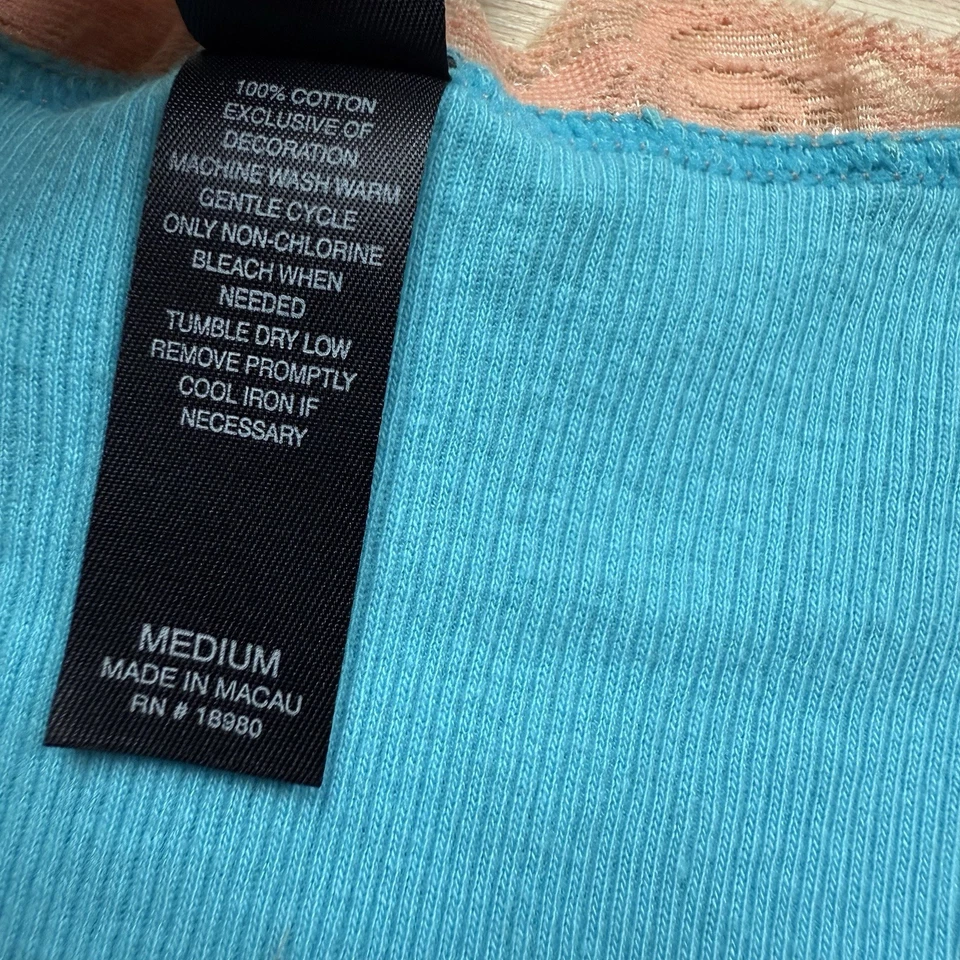 100% COTTON
EXCLUSIVE OF
DECORATION
MACHINE WASH WARM
GENTLE CYCLE
ONLY NON-CHLORINE
BLEACH WHEN
NEEDED
TUMBLE DRY LOW
REMOVE PROMPTLY
COOL IRON IF
NECESSARY
MEDIUM
MADE IN MACAU
RN # 18980